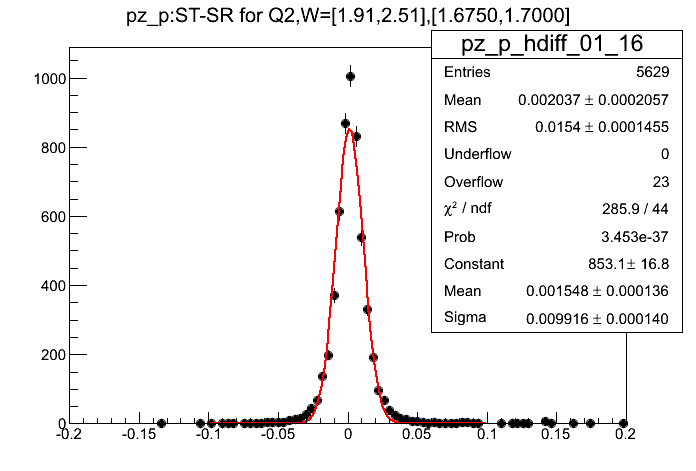 pz_p:ST-SR for Q2,W=[1.91,2.51],[1.6750,1.7000]
pz_p_hdiff_01_16
Entries 5629
Mean 0.002037 ± 0.0002057
RMS 0.0154 ± 0.0001455
Underflow 0
Overflow 23
χ² / ndf 285.9 / 44
Prob 3.453e-37
Constant 853.1± 16.8
Mean 0.001548 ± 0.000136
Sigma 0.009916 ± 0.000140
1000
800
600
400
200
0
-0.2 -0.15 -0.1 -0.05 0 0.05 0.1 0.15 0.2